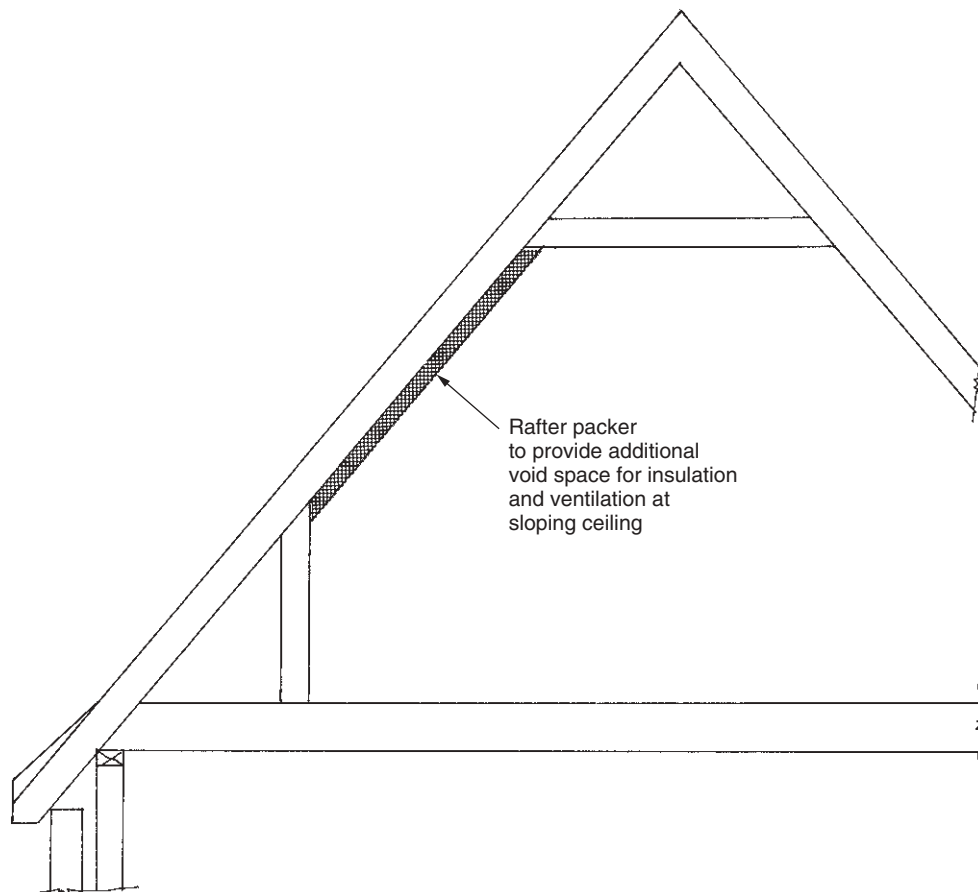 Rafter packer
to provide additional
void space for insulation
and ventilation at
sloping ceiling